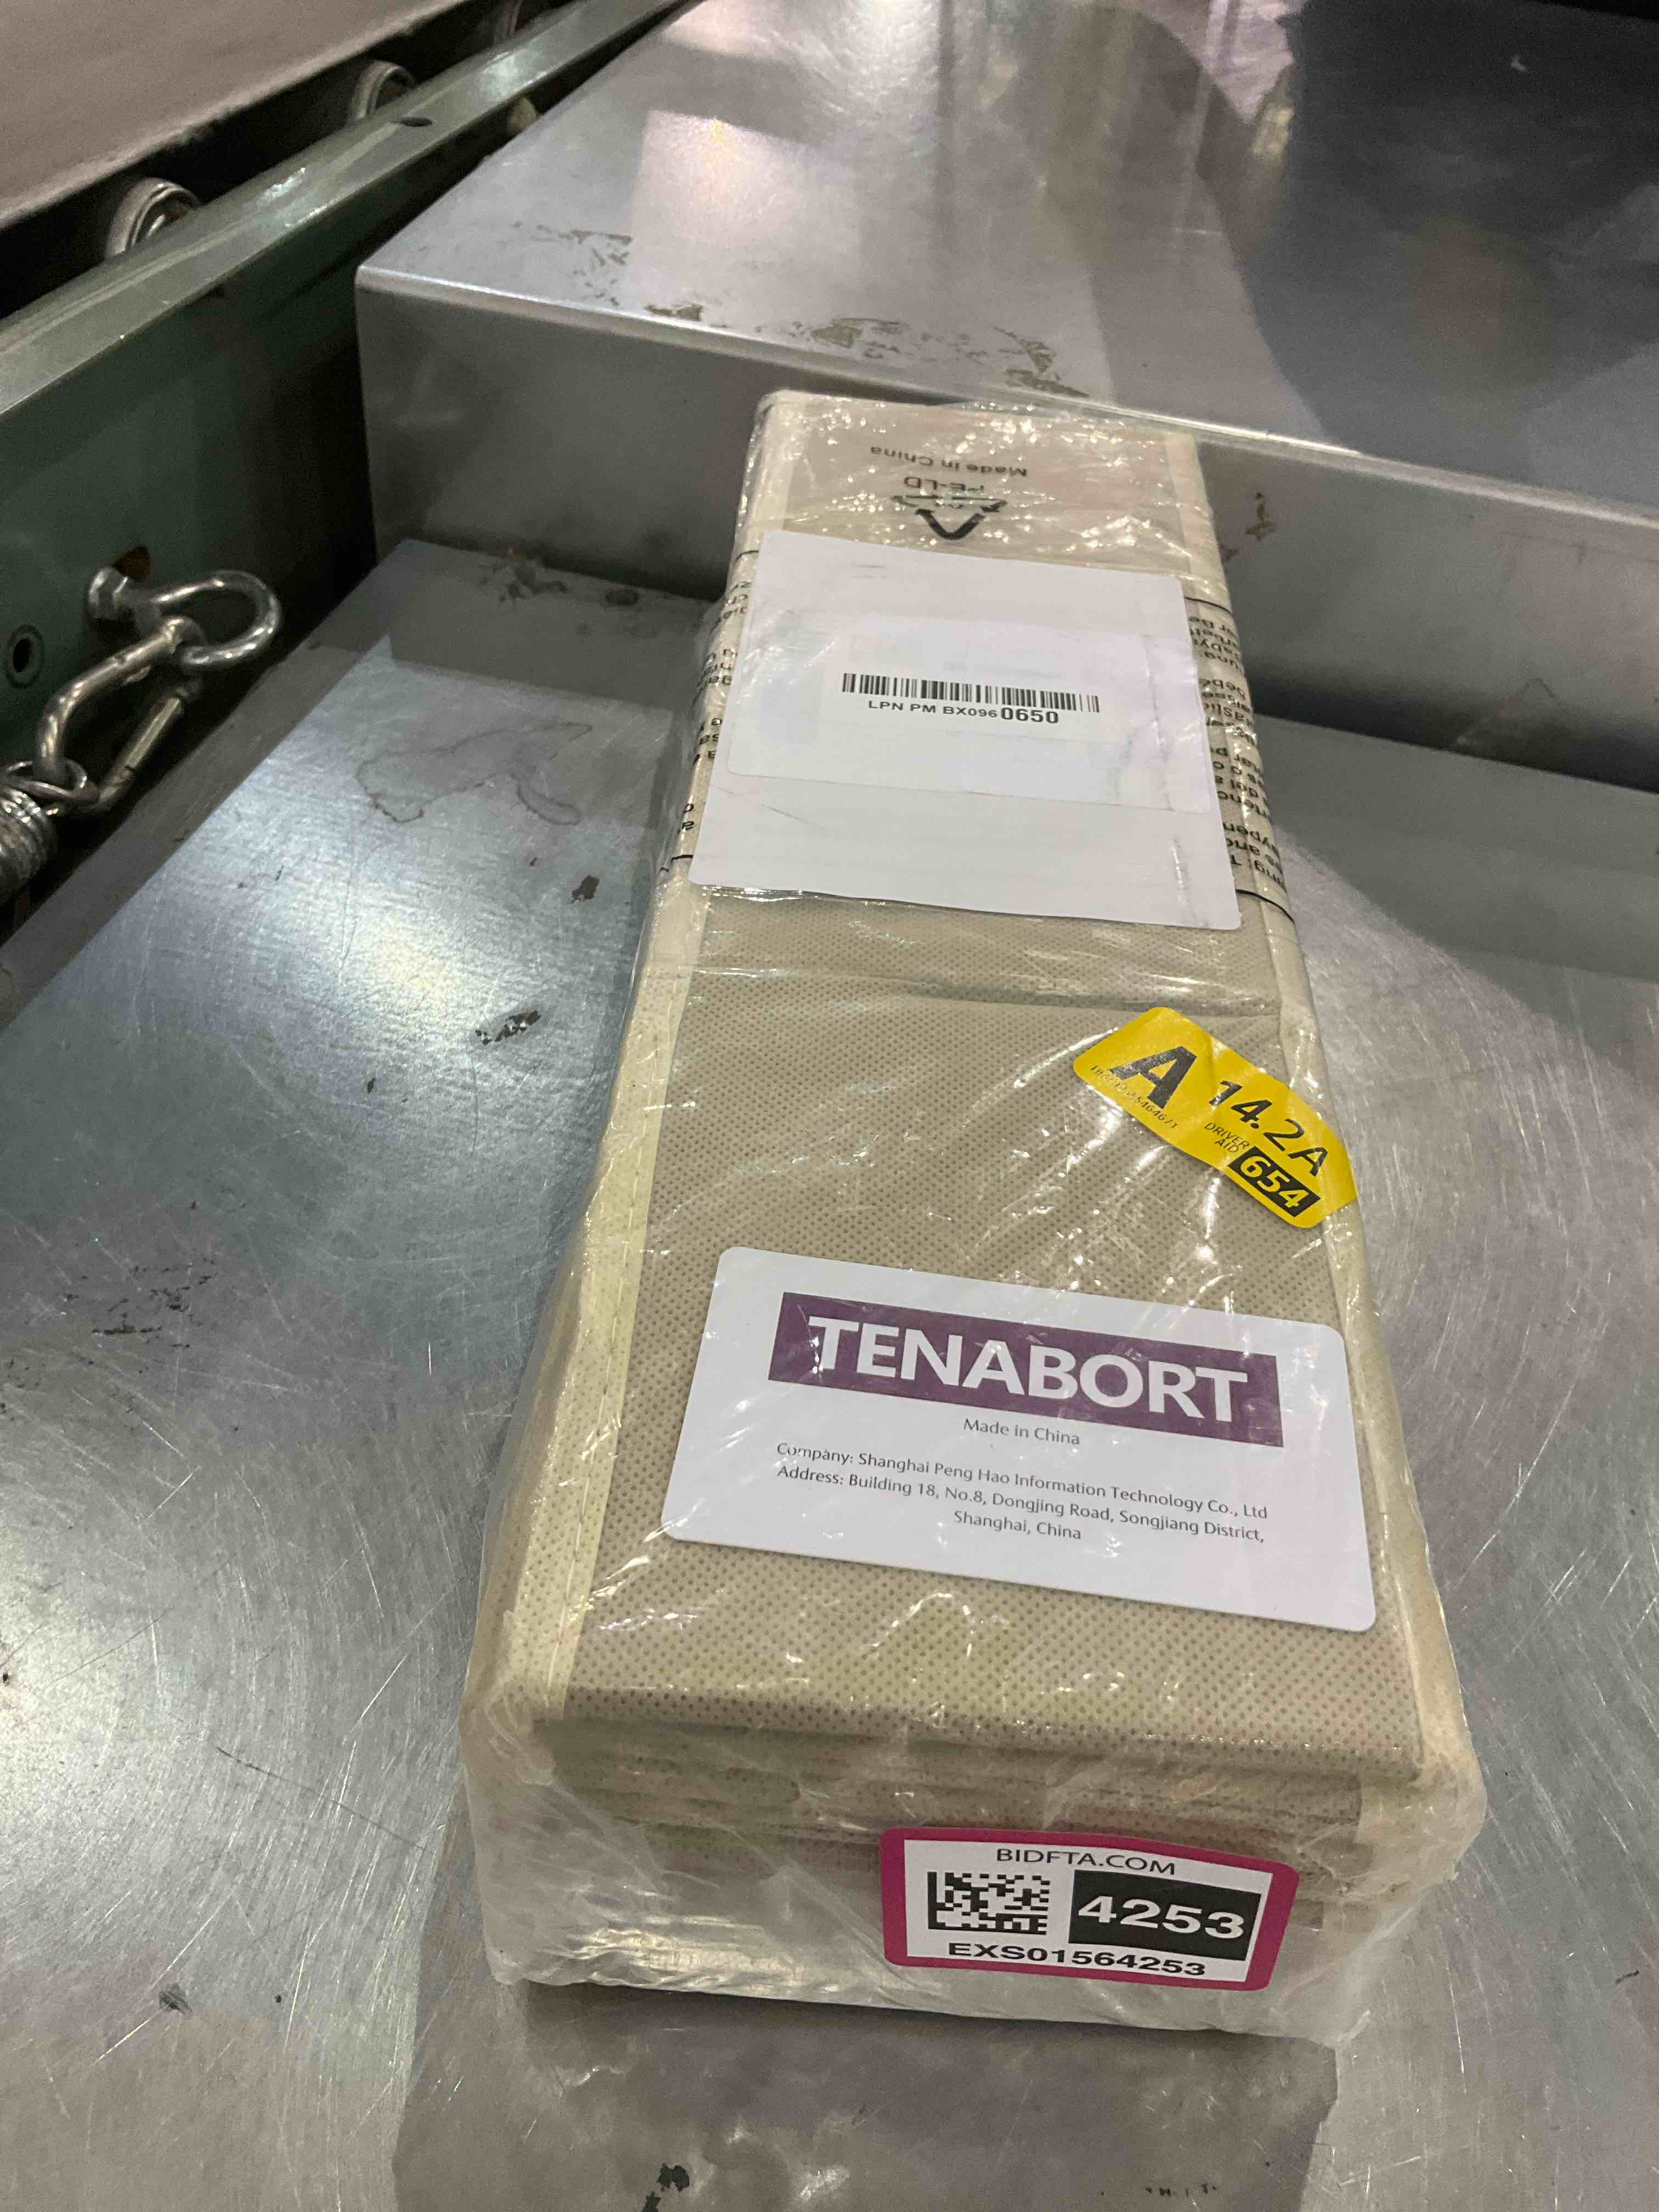 Made in China
PE-LD
LPN PM BX0960650
A
14.2A
DRIVER
AID
654
TENABORT
Made in China
Company: Shanghai Peng Hao Information Technology Co., Ltd
Address: Building 18, No.8, Dongjing Road, Songjiang District,
Shanghai, China
BIDFTA.COM
4253
EXS01564253